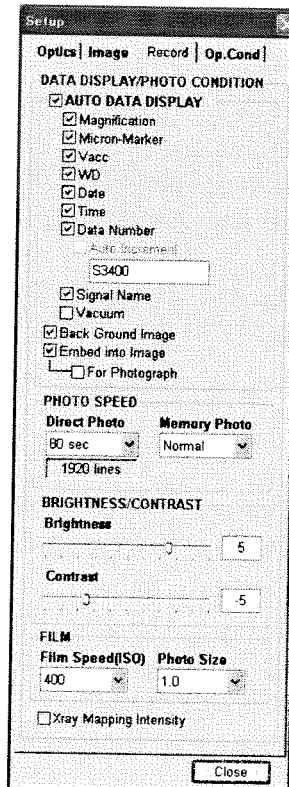 Setup
Optics Image Record Op.Cond
DATA DISPLAY/PHOTO CONDITION
AUTO DATA DISPLAY
Magnification
Micron-Marker
Vacc
WD
Date
Time
Data Number
Auto Increment
S3400
Signal Name
Vacuum
Back Ground Image
Embed into Image
For Photograph
PHOTO SPEED
Direct Photo Memory Photo
80 sec Normal
1920 lines
BRIGHTNESS/CONTRAST
Brightness
5
Contrast
-5
FILM
Film Speed(ISO) Photo Size
400 1.0
Xray Mapping Intensity
Close